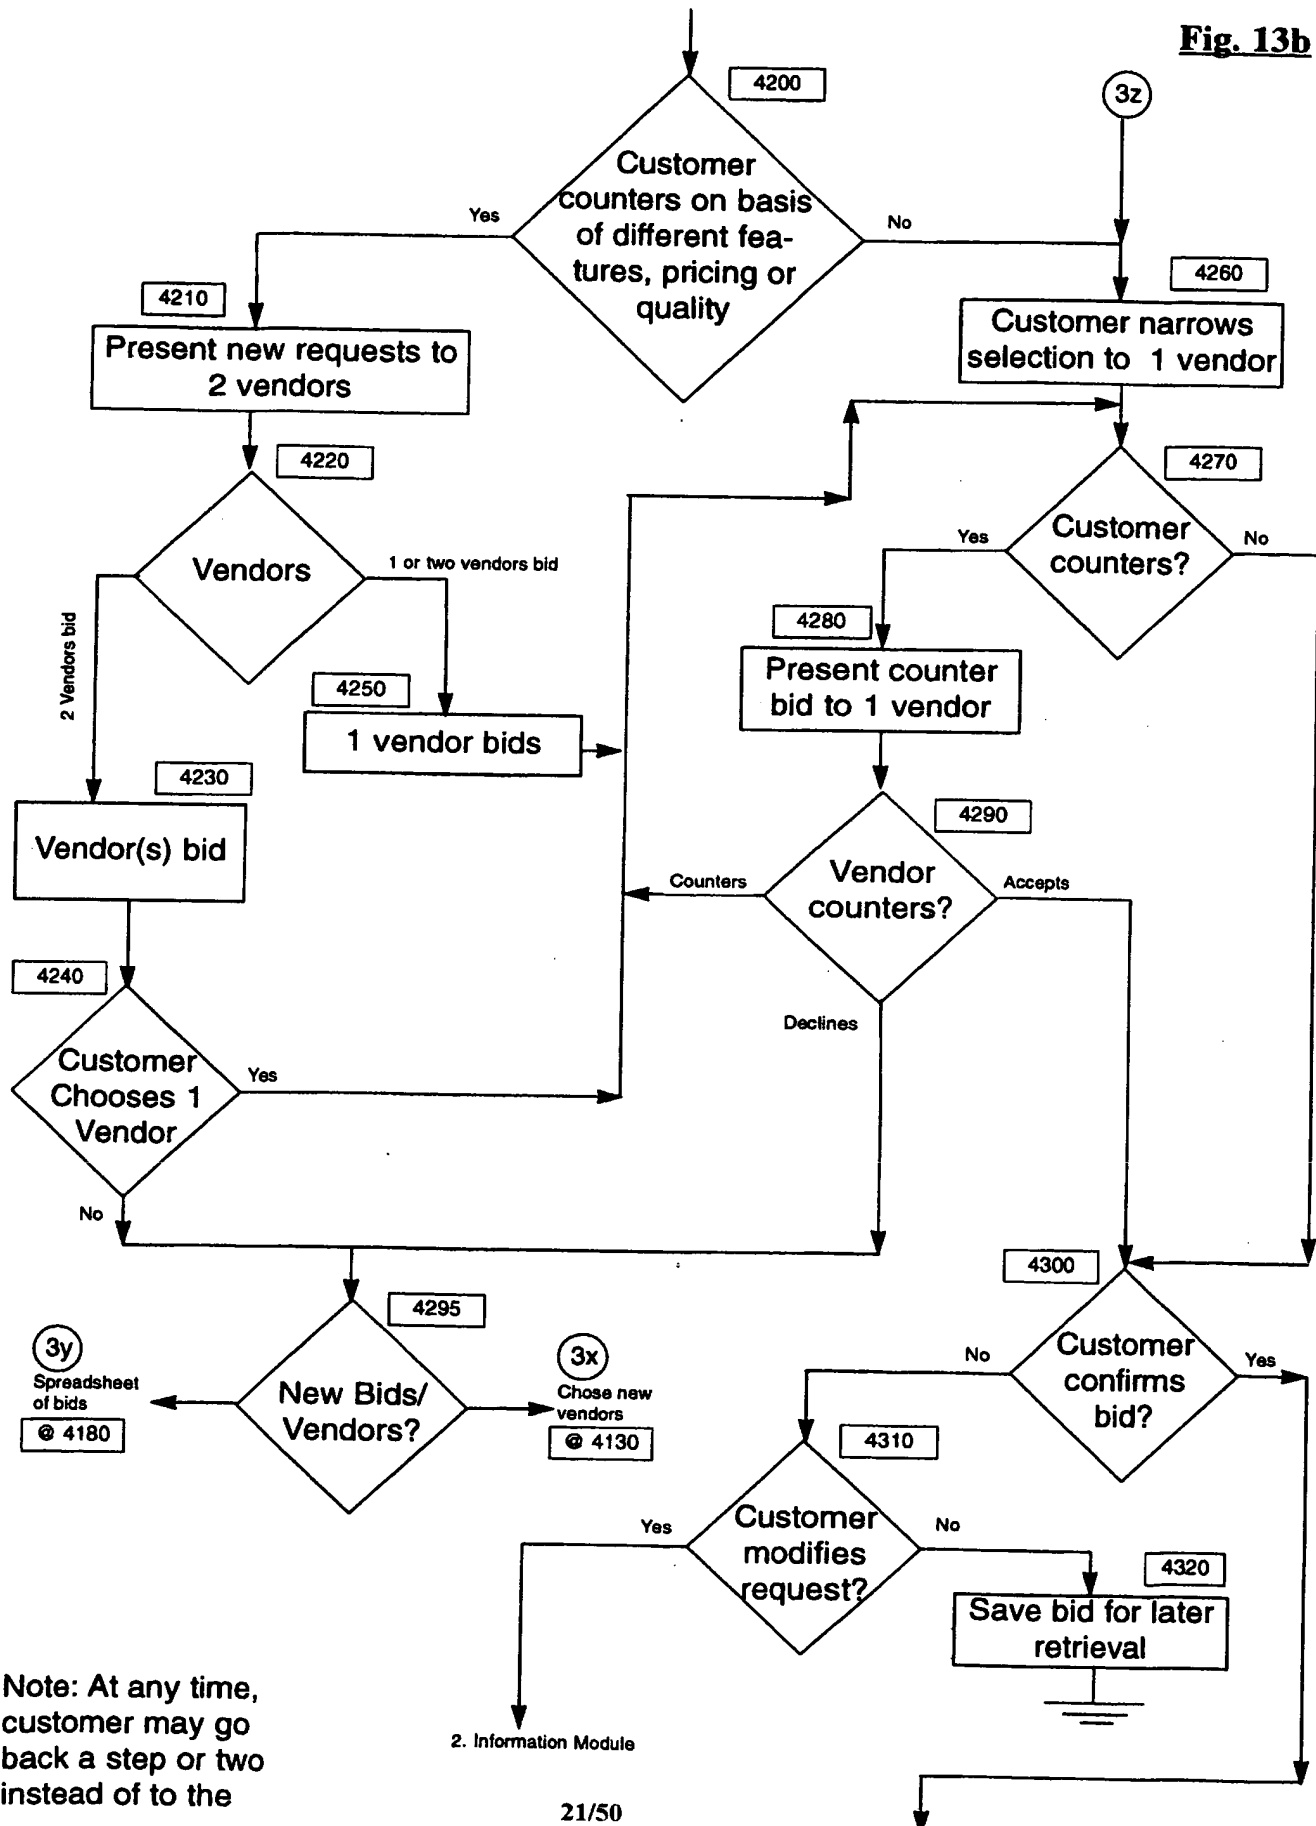 Fig. 13b
4200
3z
Customer
counters on basis
of different fea-
tures, pricing or
quality
Yes
No
4210
4260
Present new requests to
2 vendors
Customer narrows
selection to 1 vendor
4220
4270
Vendors
1 or two vendors bid
2 Vendors bid
Customer
counters?
Yes
No
4280
Present counter
bid to 1 vendor
4250
1 vendor bids
4230
Vendor(s) bid
4290
Vendor
counters?
Counters
Accepts
Declines
4240
Customer
Chooses 1
Vendor
Yes
No
4300
4295
3y
Spreadsheet
of bids
@ 4180
New Bids/
Vendors?
3x
Chose new
vendors
@ 4130
Customer
confirms
bid?
No
Yes
4310
Customer
modifies
request?
Yes
No
4320
Save bid for later
retrieval
2. Information Module
Note: At any time,
customer may go
back a step or two
instead of to the
21/50